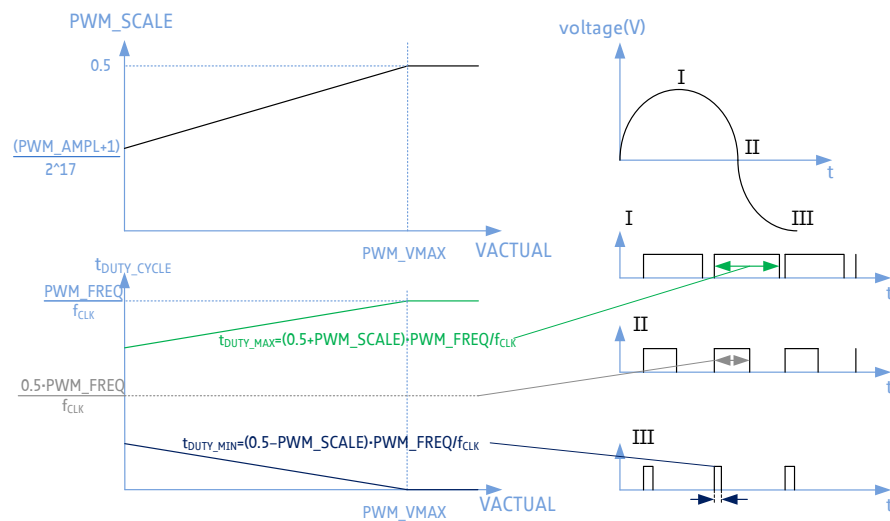 PWM_SCALE
0.5
(PWM_AMPL+1)
2^17
PWM_VMAX
VACTUAL
voltage(V)
I
II
III
t
tDUTY_CYCLE
PWM_FREQ
fCLK
tDUTY_MAX=(0.5+PWM_SCALE)·PWM_FREQ/fCLK
0.5·PWM_FREQ
fCLK
tDUTY_MIN=(0.5–PWM_SCALE)·PWM_FREQ/fCLK
PWM_VMAX
VACTUAL
I
t
II
t
III
t